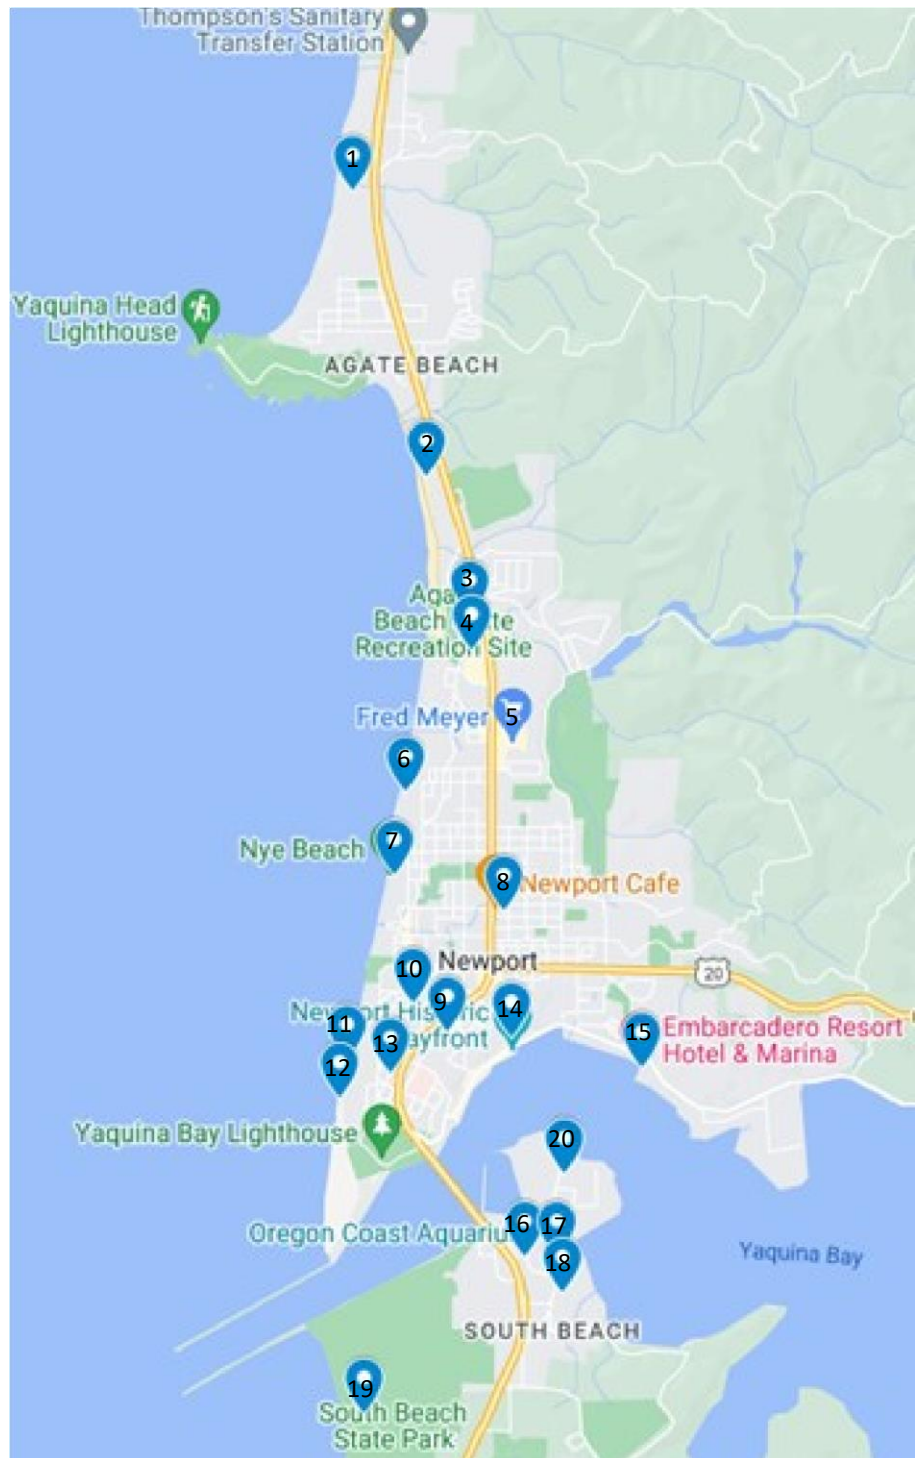 Thompson's Sanitary
Transfer Station
1
Yaquina Head
Lighthouse
AGATE BEACH
2
3
4
Beach
Recreation Site
Fred Meyer
5
6
7
Nye Beach
8
Newport Cafe
Newport
20
10
9
14
11
13
12
15
Embarcadero Resort
Hotel & Marina
Yaquina Bay Lighthouse
20
16
17
Oregon Coast
18
Yaquina Bay
SOUTH BEACH
19
South Beach
State Park